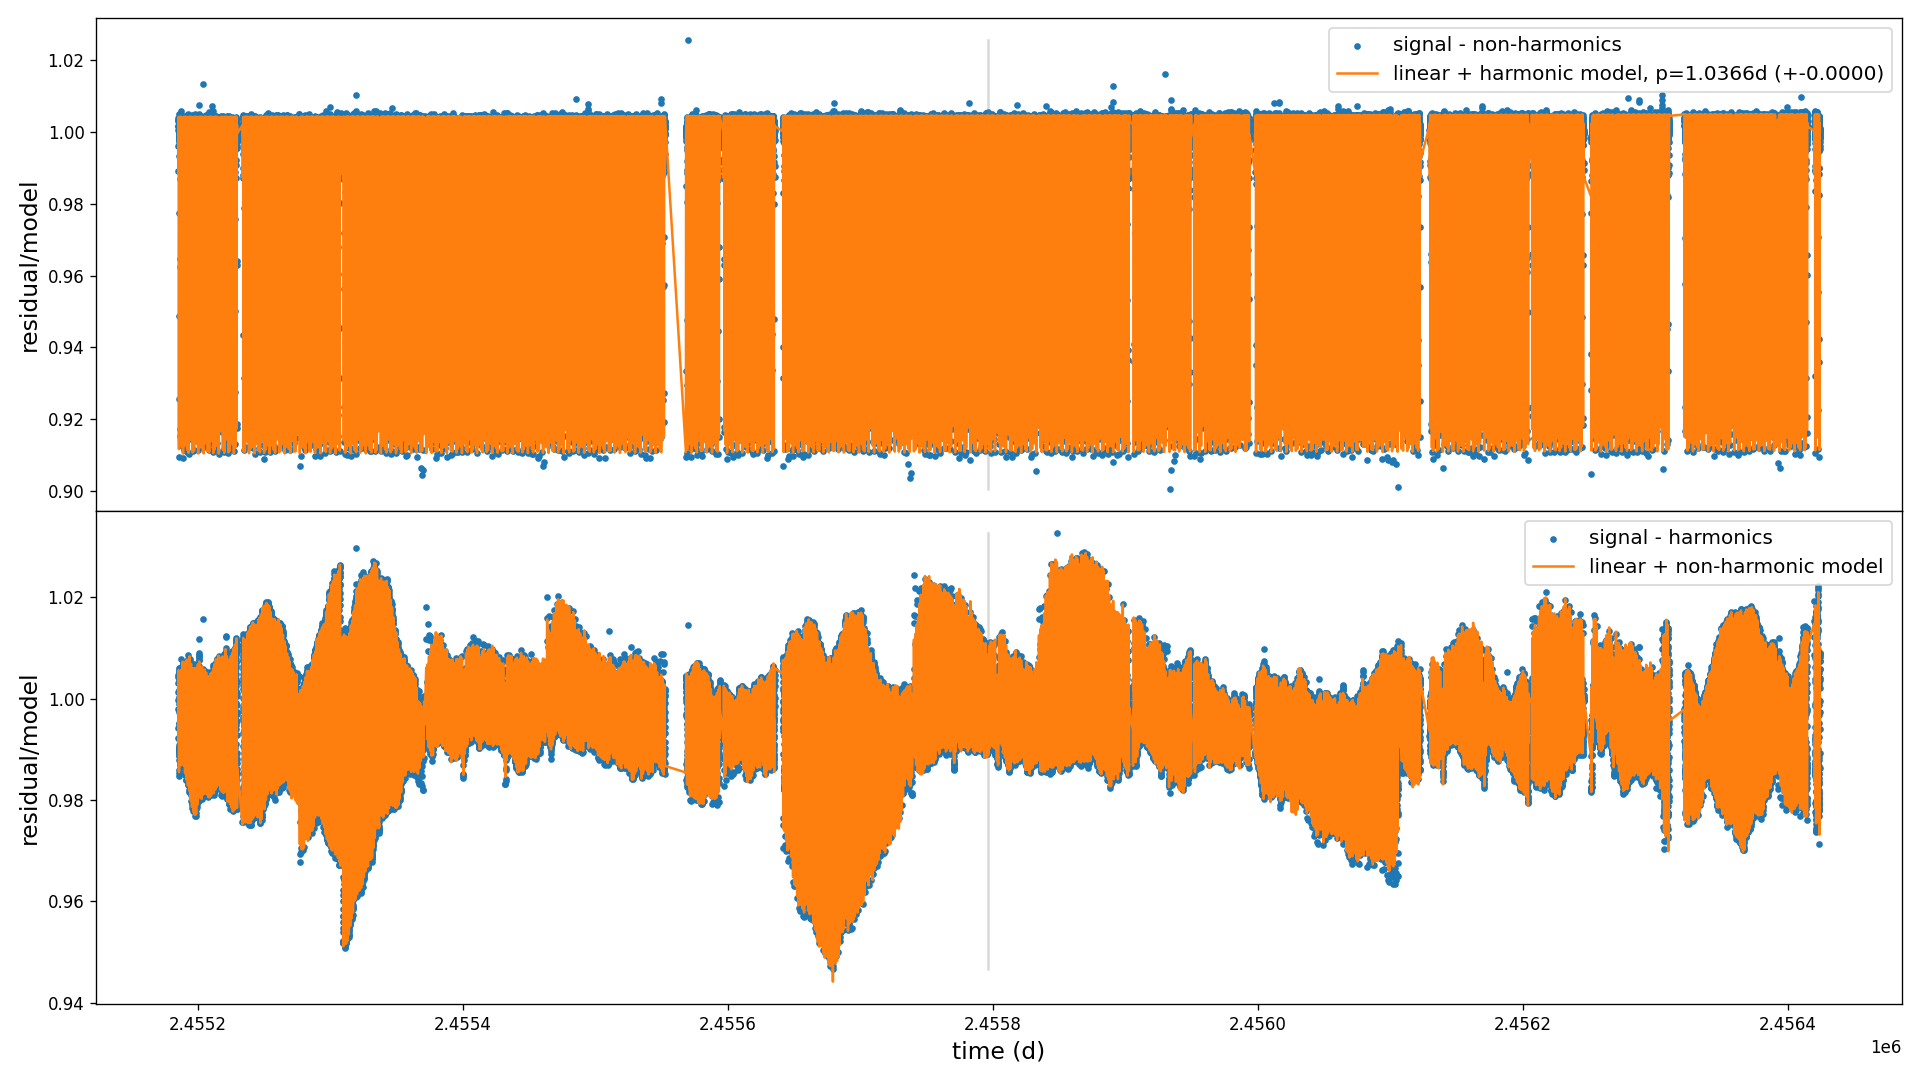 1.02
1.00
0.98
0.96
0.94
0.92
0.90
residual/model
signal - non-harmonics
linear + harmonic model, p=1.0366d (+-0.0000)
1.02
1.00
0.98
0.96
0.94
residual/model
signal - harmonics
linear + non-harmonic model
2.4552
2.4554
2.4556
2.4558
2.4560
2.4562
2.4564
time (d)
1e6